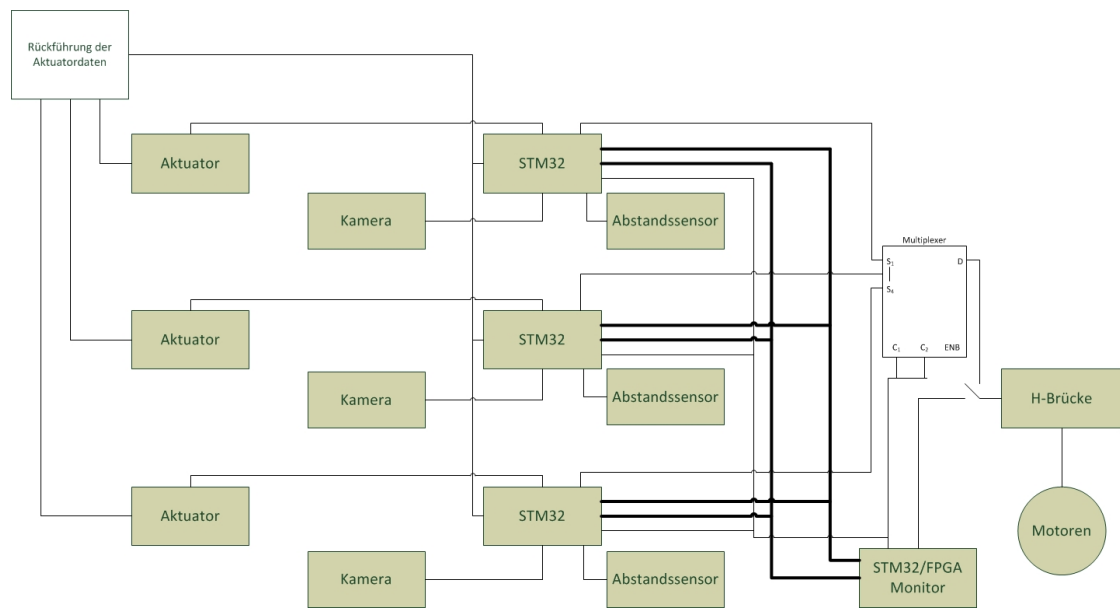 Rückführung der
Aktuatordaten
Aktuator
STM32
Kamera
Abstandssensor
Multiplexer
S1
D
S4
C1
C2
ENB
Aktuator
STM32
Kamera
Abstandssensor
H-Brücke
Aktuator
STM32
Motoren
Kamera
Abstandssensor
STM32/FPGA
Monitor